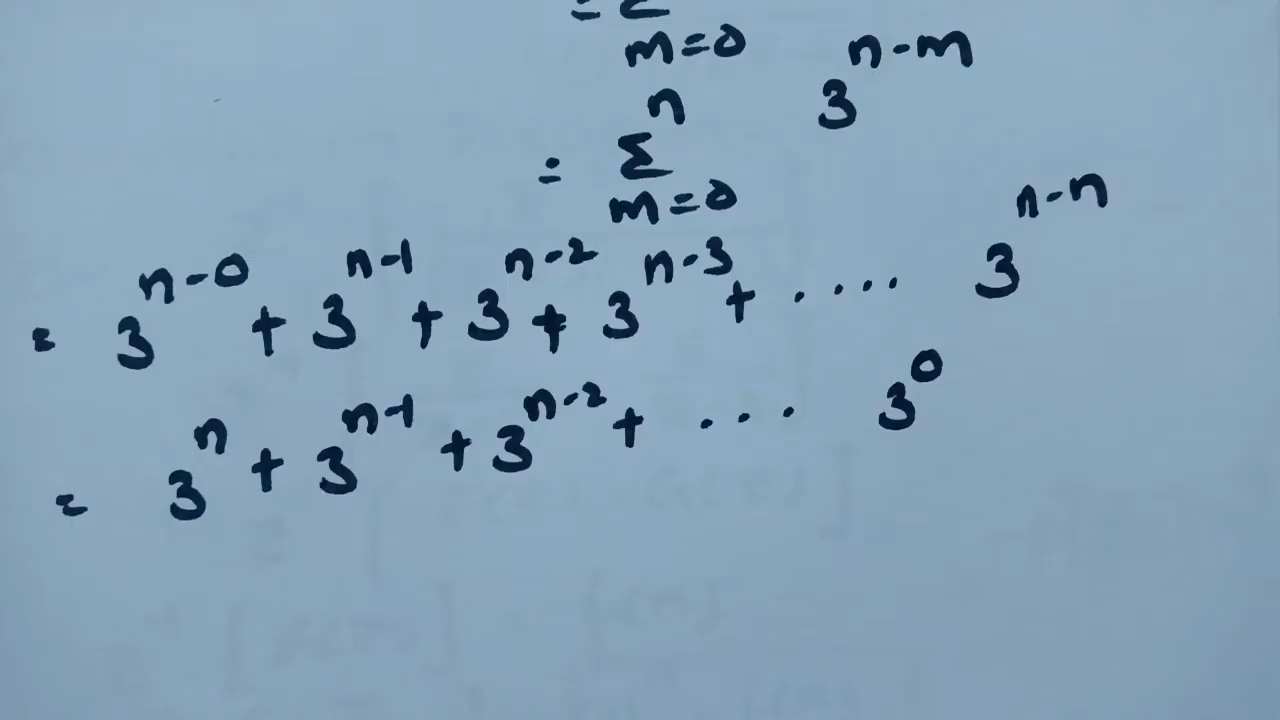 = Σ
m=0
n 3^{n-m}
= Σ
m=0
= 3^{n-0} + 3^{n-1} + 3^{n-2} + 3^{n-3} + ..... 3^{n-n}
= 3^{n} + 3^{n-1} + 3^{n-2} + ... 3^{0}